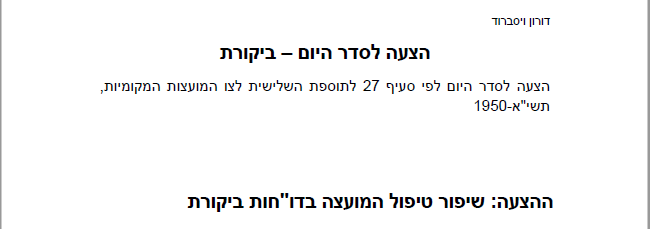 דורון ויסברוד
הצעה לסדר היום – ביקורת
הצעה לסדר היום לפי סעיף 27 לתוספת השלישית לצו המועצות המקומיות,
תשי"א-1950
ההצעה: שיפור טיפול המועצה בדו"חות ביקורת